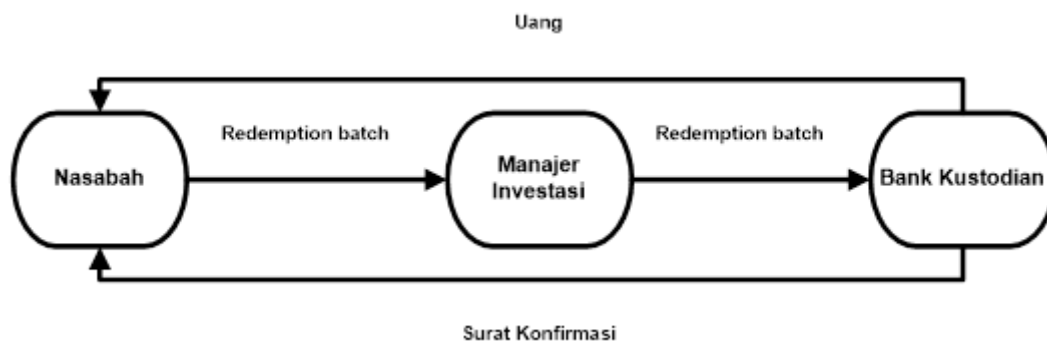 Uang
Redemption batch
Redemption batch
Nasabah
Manajer
Investasi
Bank Kustodian
Surat Konfirmasi